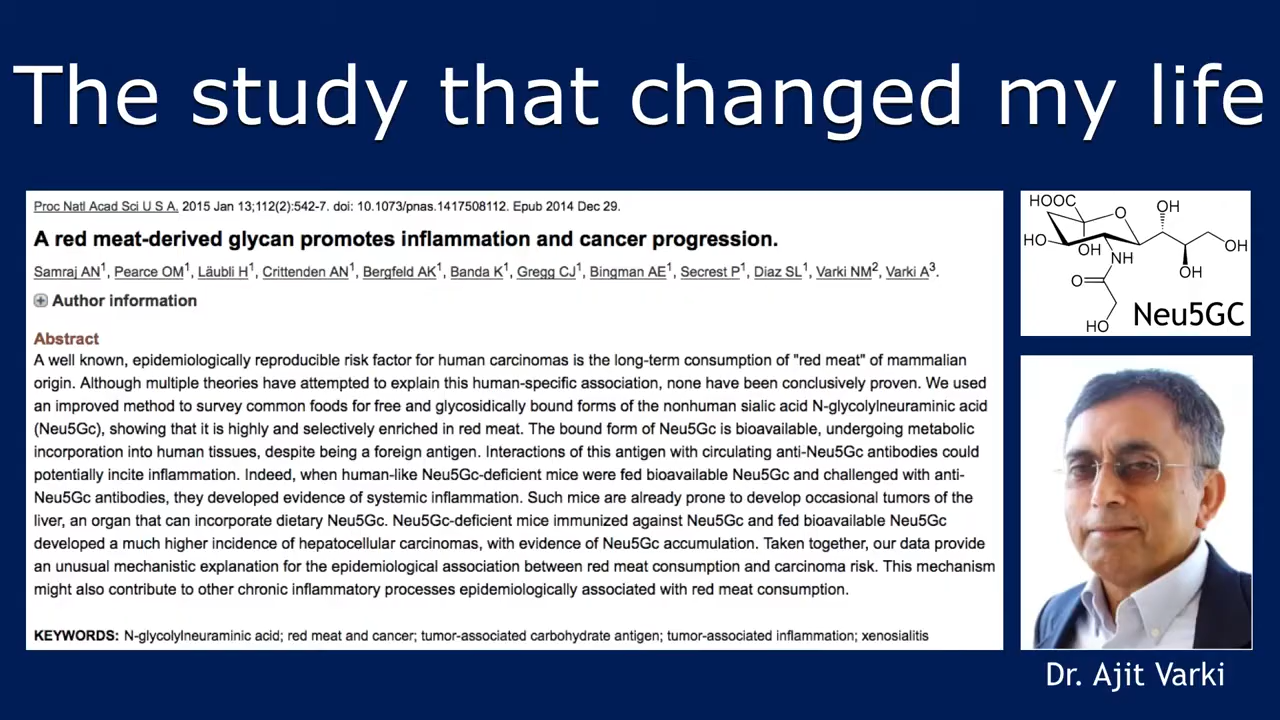 The study that changed my life
Proc Natl Acad Sci U S A. 2015 Jan 13;112(2):542-7. doi: 10.1073/pnas.1417508112. Epub 2014 Dec 29.
A red meat-derived glycan promotes inflammation and cancer progression.
Samraj AN1, Pearce OM1, Läubli H1, Crittenden AN1, Bergfeld AK1, Banda K1, Gregg CJ1, Bingman AE1, Secrest P1, Diaz SL1, Varki NM2, Varki A3.
Author information
Abstract
A well known, epidemiologically reproducible risk factor for human carcinomas is the long-term consumption of "red meat" of mammalian
origin. Although multiple theories have attempted to explain this human-specific association, none have been conclusively proven. We used
an improved method to survey common foods for free and glycosidically bound forms of the nonhuman sialic acid N-glycolylneuraminic acid
(Neu5Gc), showing that it is highly and selectively enriched in red meat. The bound form of Neu5Gc is bioavailable, undergoing metabolic
incorporation into human tissues, despite being a foreign antigen. Interactions of this antigen with circulating anti-Neu5Gc antibodies could
potentially incite inflammation. Indeed, when human-like Neu5Gc-deficient mice were fed bioavailable Neu5Gc and challenged with anti-
Neu5Gc antibodies, they developed evidence of systemic inflammation. Such mice are already prone to develop occasional tumors of the
liver, an organ that can incorporate dietary Neu5Gc. Neu5Gc-deficient mice immunized against Neu5Gc and fed bioavailable Neu5Gc
developed a much higher incidence of hepatocellular carcinomas, with evidence of Neu5Gc accumulation. Taken together, our data provide
an unusual mechanistic explanation for the epidemiological association between red meat consumption and carcinoma risk. This mechanism
might also contribute to other chronic inflammatory processes epidemiologically associated with red meat consumption.
KEYWORDS: N-glycolylneuraminic acid; red meat and cancer; tumor-associated carbohydrate antigen; tumor-associated inflammation; xenosialitis
HOOC
O
OH
HO
OH
OH
NH
OH
O
HO
Neu5GC
Dr. Ajit Varki